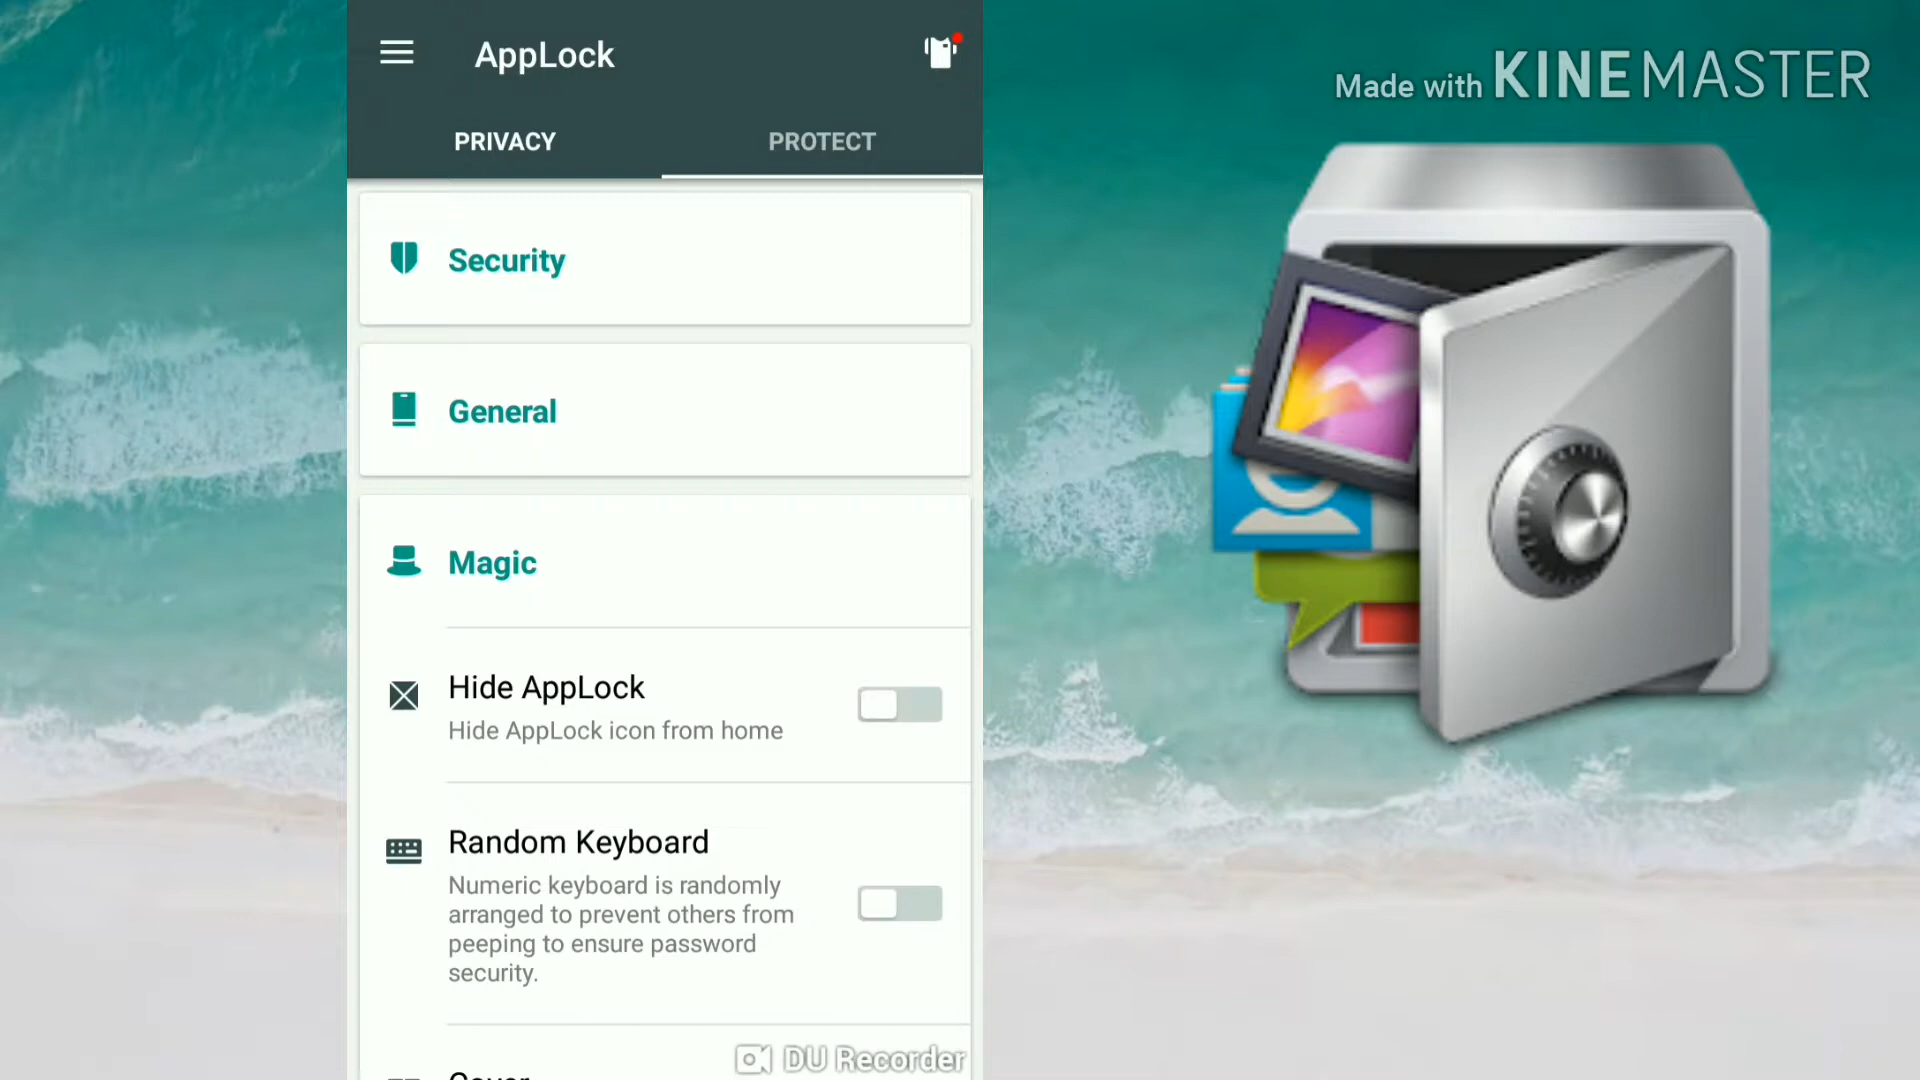 AppLock
Made with KINEMASTER
PRIVACY
PROTECT
Security
General
Magic
Hide AppLock
Hide AppLock icon from home
Random Keyboard
Numeric keyboard is randomly
arranged to prevent others from
peeping to ensure password
security.
Cover
DU Recorder